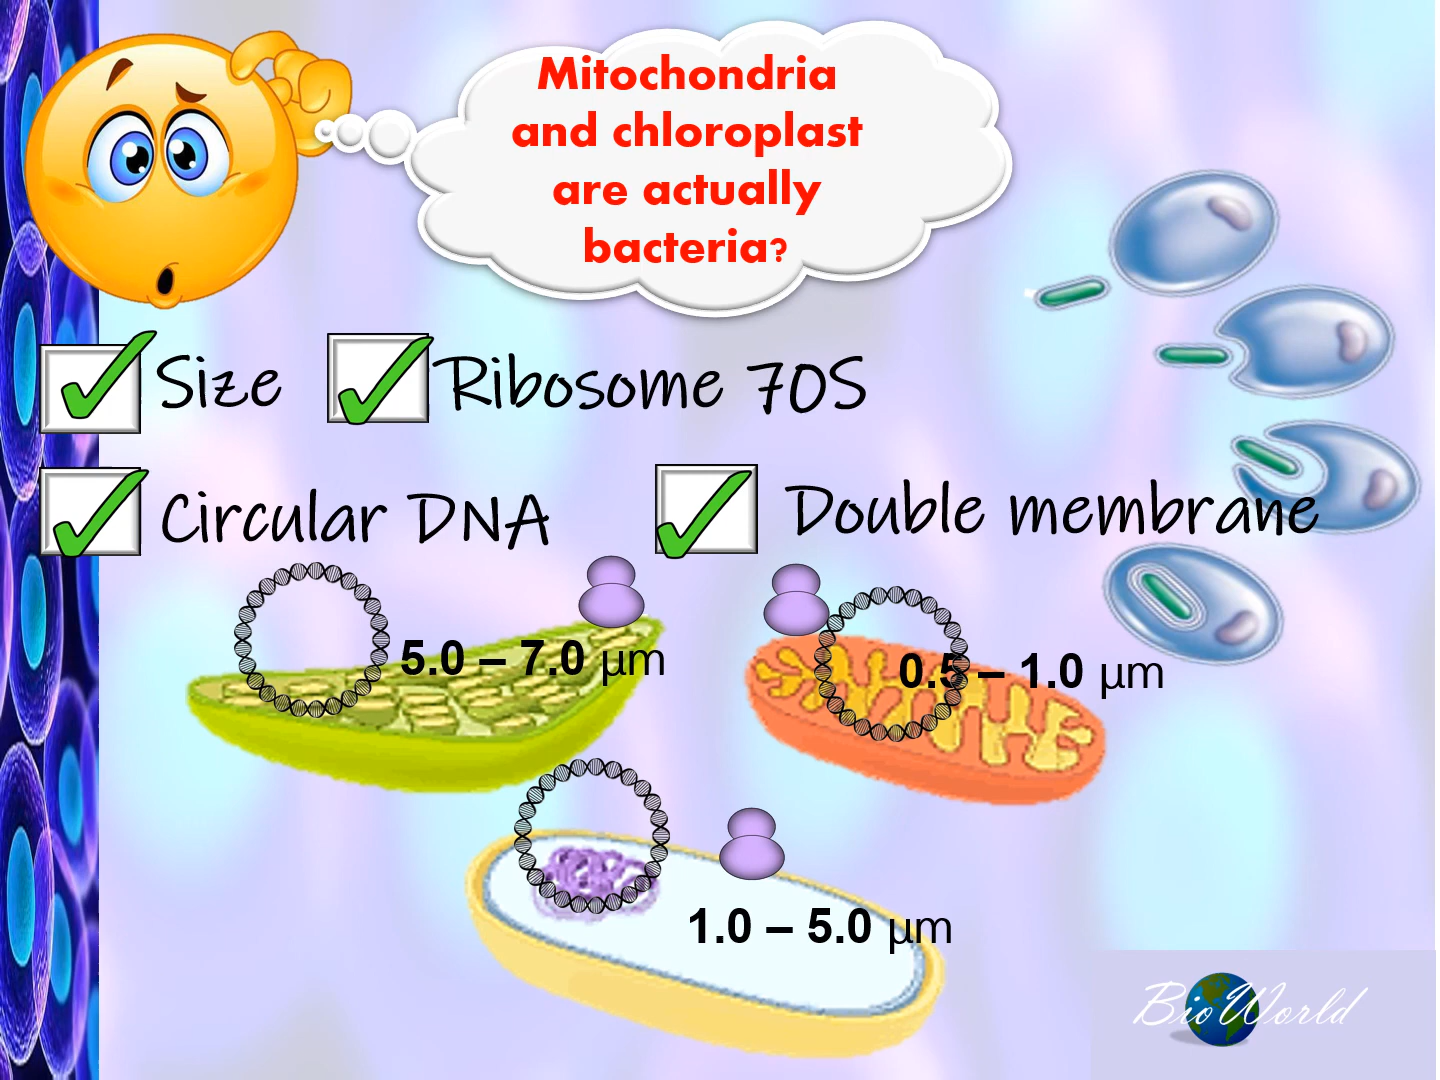 Mitochondria
and chloroplast
are actually
bacteria?
Size
Ribosome 70S
Circular DNA
Double membrane
5.0 – 7.0 µm
0.5 – 1.0 µm
1.0 – 5.0 µm
BioWorld